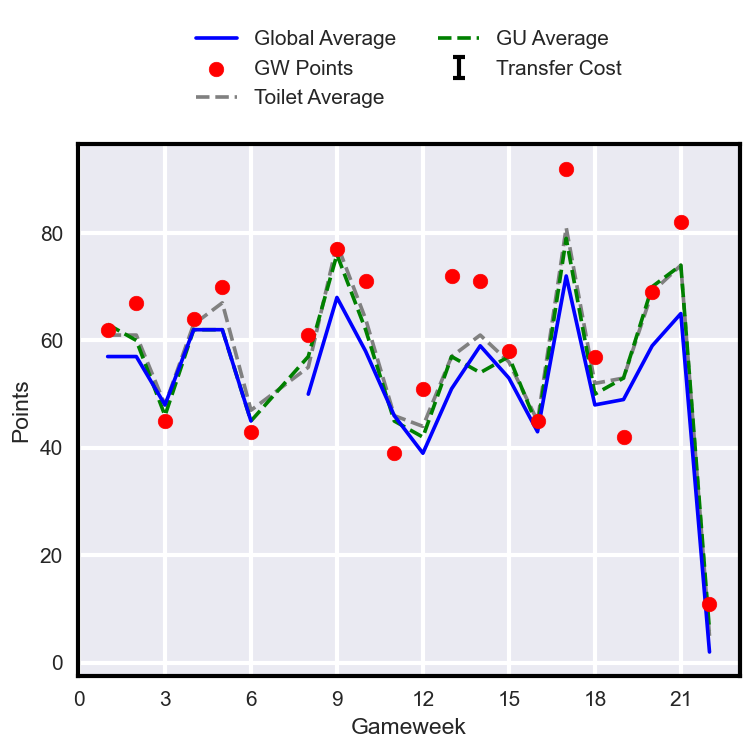 Global Average
GW Points
Toilet Average
GU Average
Transfer Cost
80
60
40
20
0
Points
0 3 6 9 12 15 18 21
Gameweek